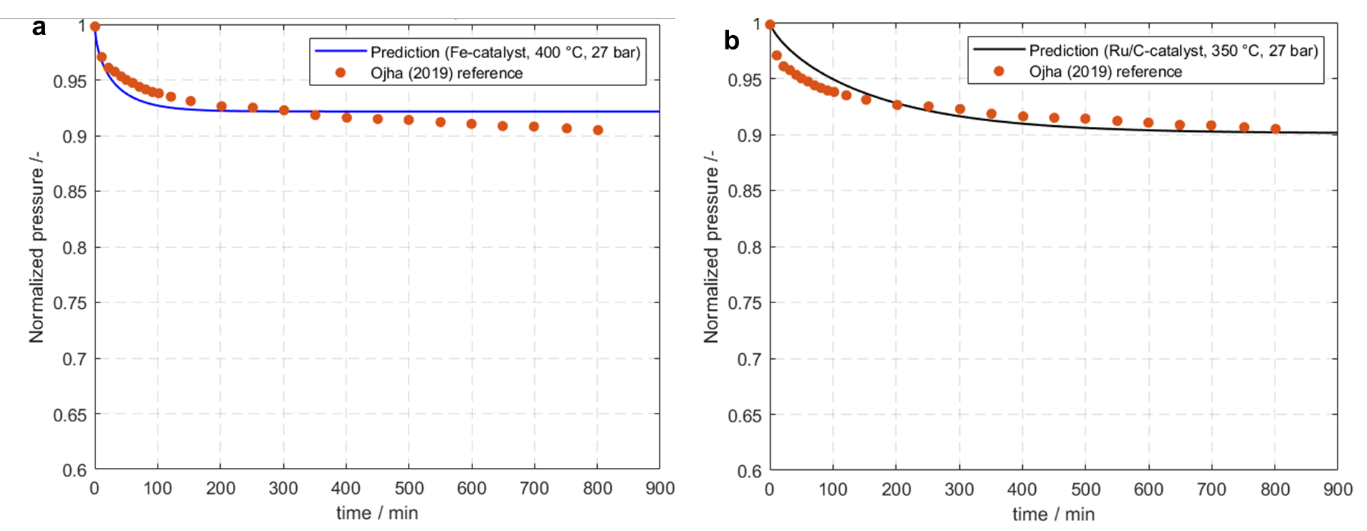 a
Prediction (Fe-catalyst, 400 °C, 27 bar)
Ojha (2019) reference
Normalized pressure /-
1
0.95
0.9
0.85
0.8
0.75
0.7
0.65
0.6
0 100 200 300 400 500 600 700 800 900
time / min
b
Prediction (Ru/C-catalyst, 350 °C, 27 bar)
Ojha (2019) reference
Normalized pressure /-
1
0.95
0.9
0.85
0.8
0.75
0.7
0.65
0.6
0 100 200 300 400 500 600 700 800 900
time / min